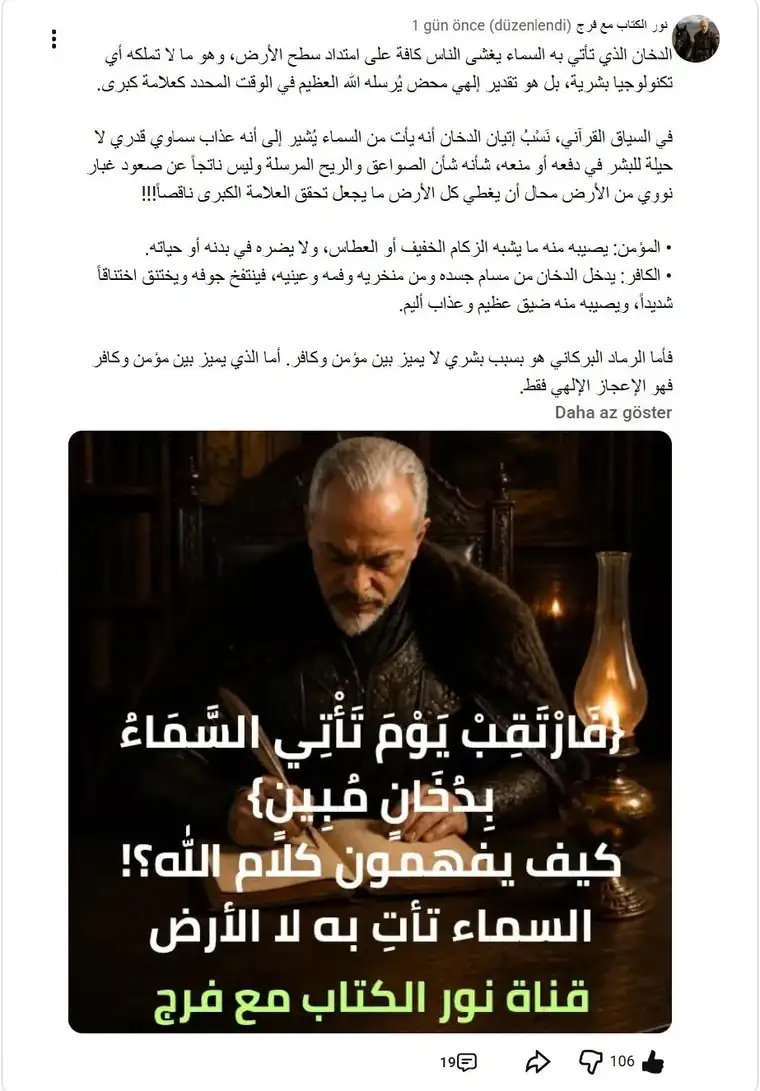 نور الكتاب مع فرج 1 gün önce (düzenlendi)
الدخان الذي تأتي به السماء يغشى الناس كافة على امتداد سطح الأرض، وهو ما لا تملكه أي
تكنولوجيا بشرية، بل هو تقدير إلهي محض يُرسله الله العظيم في الوقت المحدد كعلامة كبرى.
في السياق القرآني، نَسْبُ إتيان الدخان أنه يأت من السماء يُشير إلى أنه عذاب سماوي قدري لا
حيلة للبشر في دفعه أو منعه، شأنه شأن الصواعق والريح المرسلة وليس ناتجاً عن صعود غبار
نووي من الأرض محال أن يغطي كل الأرض ما يجعل تحقق العلامة الكبرى ناقصاً!!!
• المؤمن: يصيبه منه ما يشبه الزكام الخفيف أو العطاس، ولا يضره في بدنه أو حياته.
• الكافر: يدخل الدخان من مسام جسده ومن منخريه وفمه وعينيه، فينتفخ جوفه ويختنق اختناقاً
شديداً، ويصيبه منه ضيق عظيم وعذاب أليم.
فأما الرماد البركاني هو بسبب بشري لا يميز بين مؤمن وكافر. أما الذي يميز بين مؤمن وكافر
فهو الإعجاز الإلهي فقط.
Daha az göster
{فَارْتَقِبْ يَوْمَ تَأْتِي السَّمَاءُ
بِدُخَانٍ مُبِينٍ}
كيف يفهمون كلام الله؟!
السماء تأتِ به لا الأرض
قناة نور الكتاب مع فرج
106
19